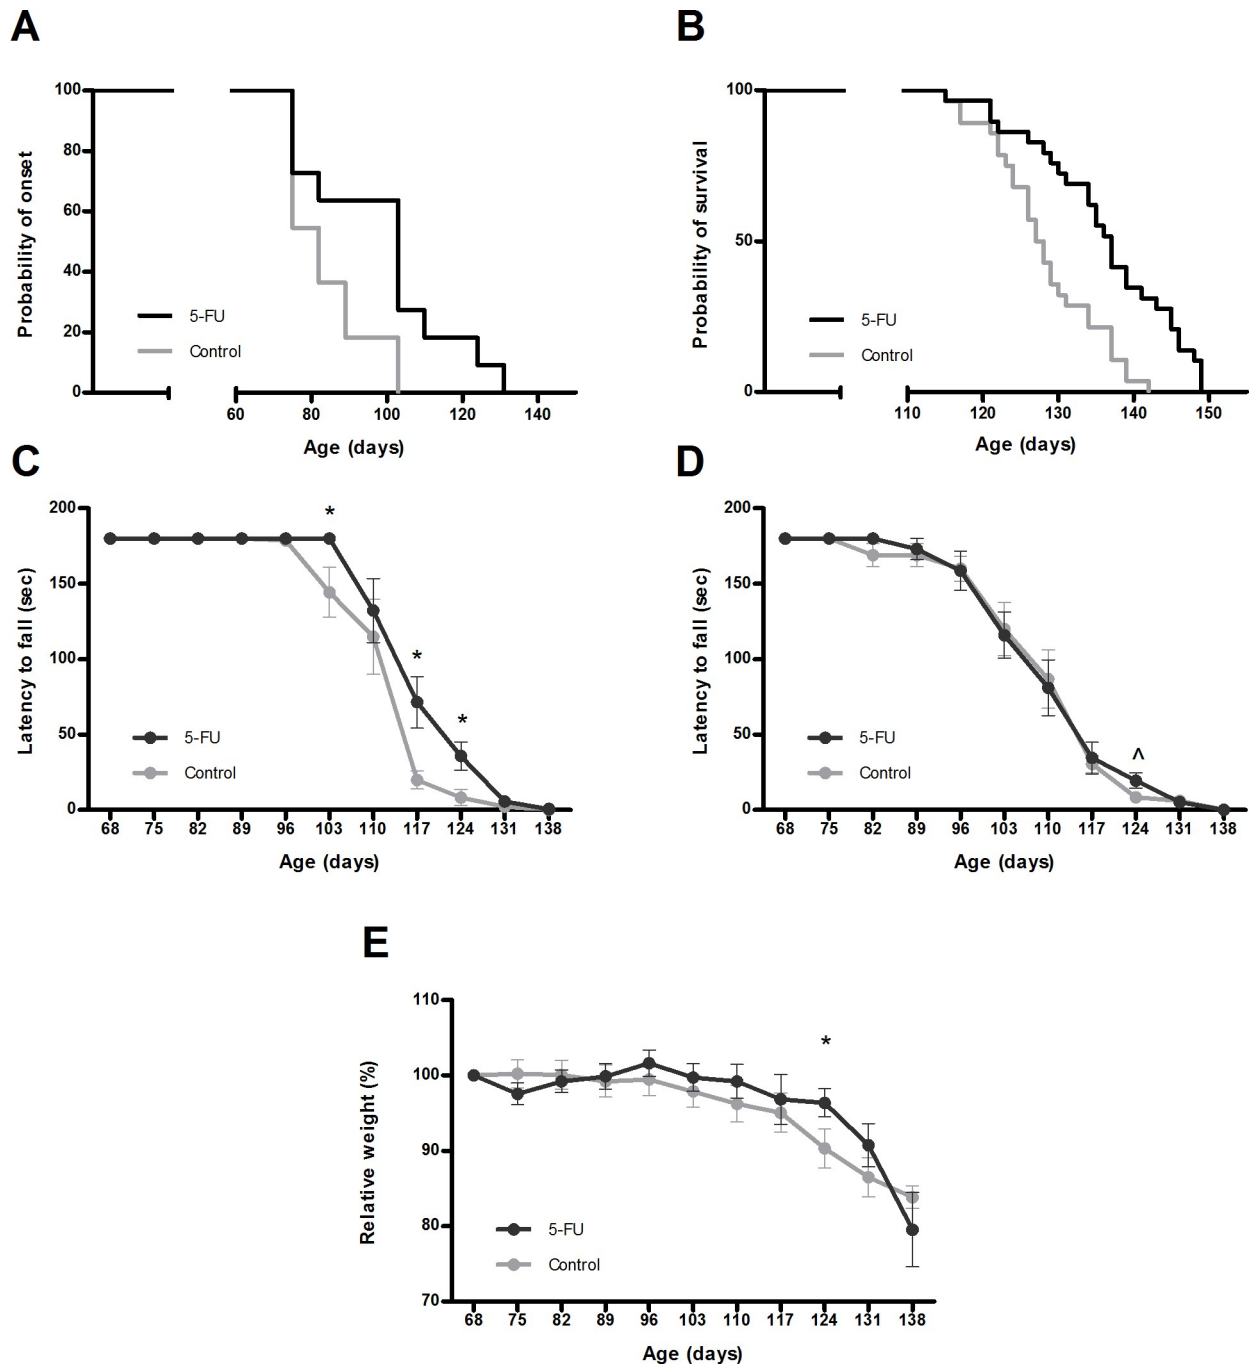 A
Probability of onset
100
80
60
40
20
0
5-FU
Control
60 80 100 120 140
Age (days)
B
Probability of survival
100
50
0
5-FU
Control
110 120 130 140 150
Age (days)
C
Latency to fall (sec)
200
150
100
50
0
* * *
5-FU
Control
68 75 82 89 96 103 110 117 124 131 138
Age (days)
D
Latency to fall (sec)
200
150
100
50
0
^
5-FU
Control
68 75 82 89 96 103 110 117 124 131 138
Age (days)
E
Relative weight (%)
110
100
90
80
70
*
5-FU
Control
68 75 82 89 96 103 110 117 124 131 138
Age (days)